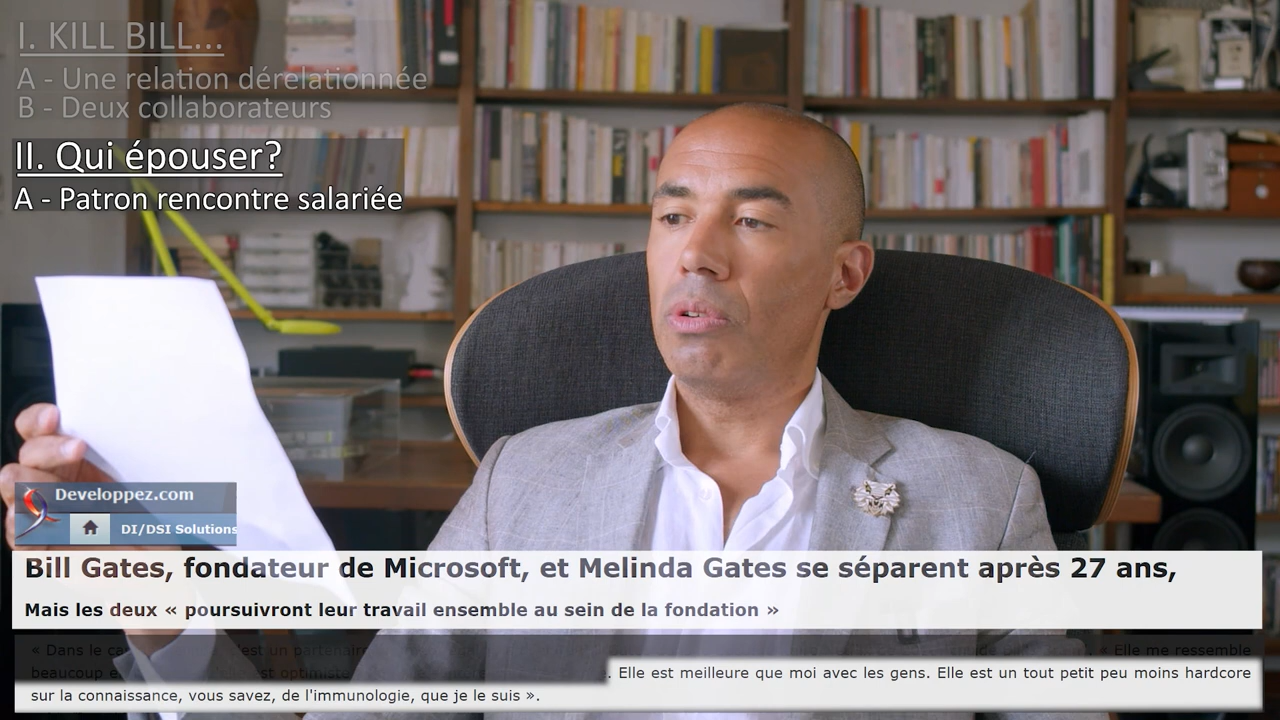 I. KILL BILL...
A - Une relation dérelationnée
B - Deux collaborateurs
II. Qui épouser?
A - Patron rencontre salariée
Developpez.com
DI/DSI Solutions
Bill Gates, fondateur de Microsoft, et Melinda Gates se séparent après 27 ans,
Mais les deux « poursuivront leur travail ensemble au sein de la fondation »
« Dans le c'est un « Elle me ressemble
beaucoup est optimiste . Elle est meilleure que moi avec les gens. Elle est un tout petit peu moins hardcore
sur la connaissance, vous savez, de l'immunologie, que je le suis ».